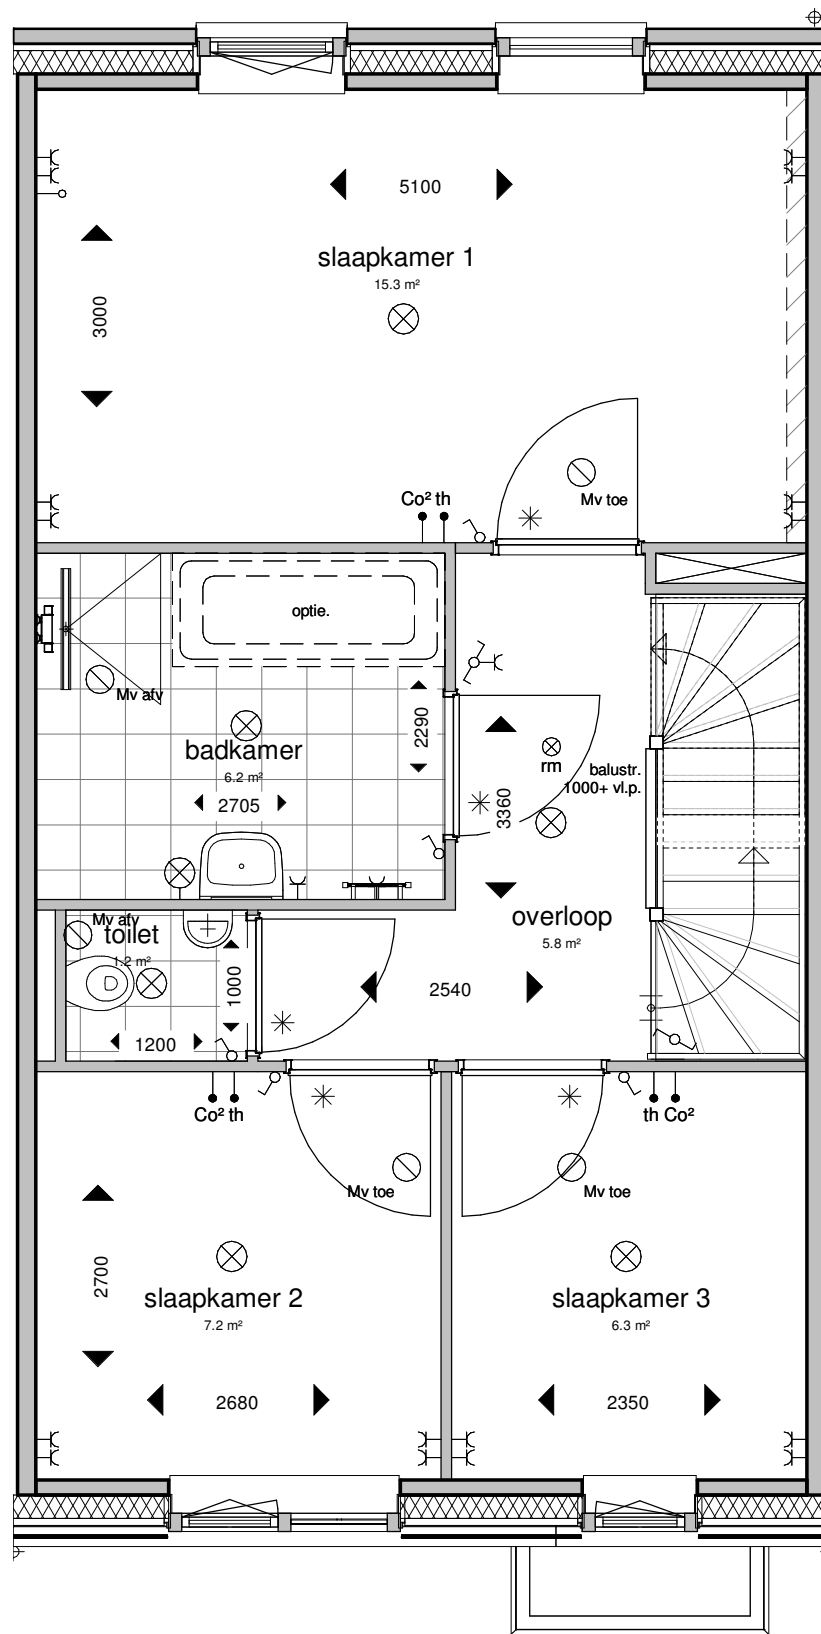 5100
slaapkamer 1
15.3 m²
3000
Co² th
Mv toe
optie.
Mv afv
2290
badkamer
6.2 m²
2705
rm
balustr.
1000+ vl.p.
3360
overloop
5.8 m²
Mv afv
toilet
1.2 m²
1000
2540
1200
Co² th
th Co²
Mv toe
Mv toe
2700
slaapkamer 2
7.2 m²
slaapkamer 3
6.3 m²
2680
2350